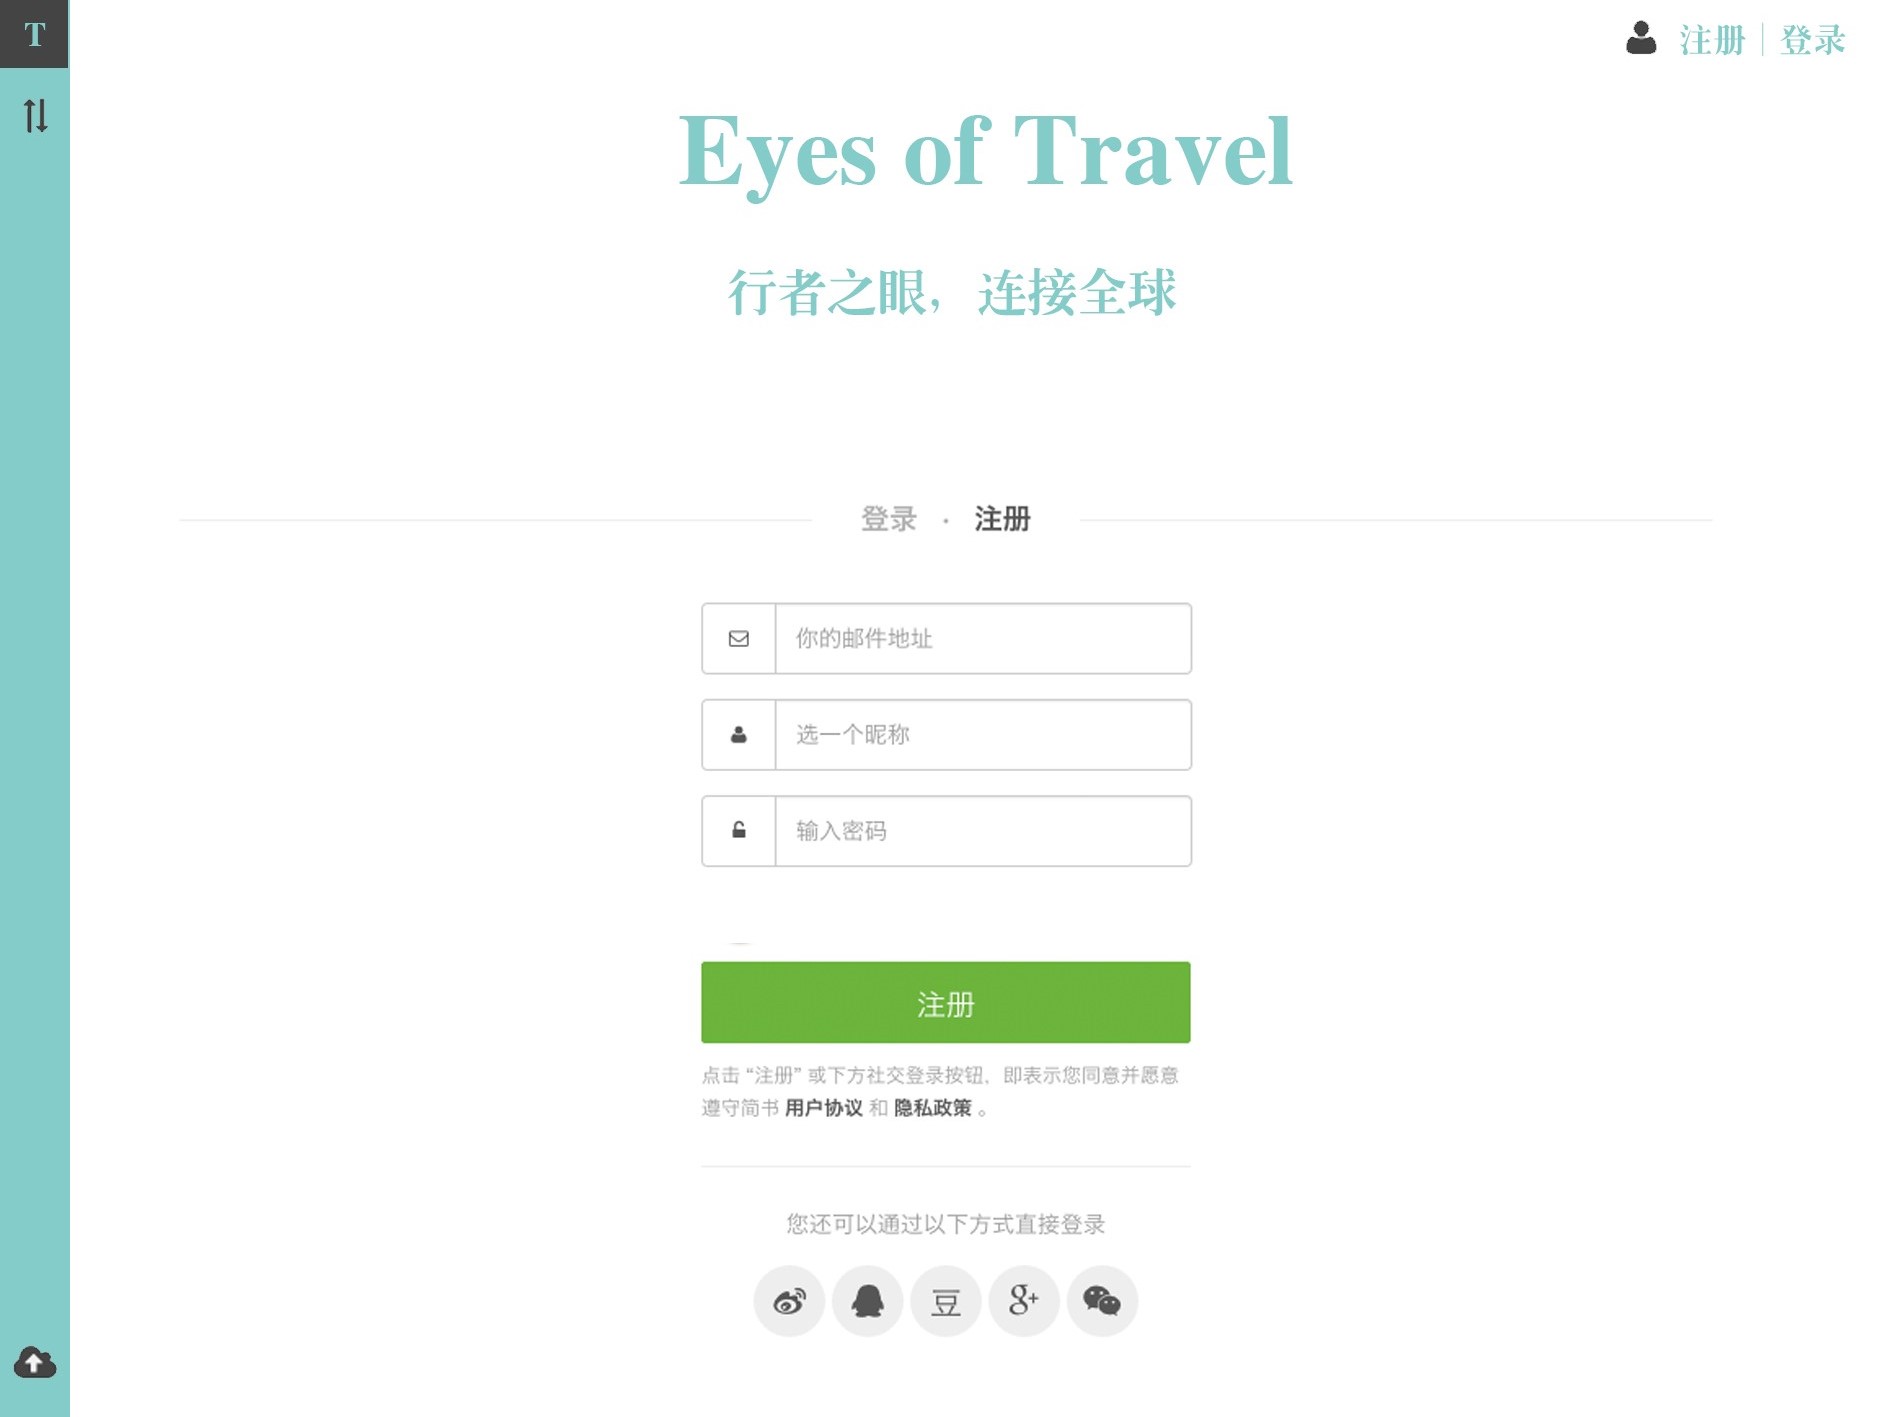 T
注册 | 登录
Eyes of Travel
行者之眼，连接全球
登录 · 注册
你的邮件地址
选一个昵称
输入密码
注册
点击 “注册” 或下方社交登录按钮，即表示您同意并愿意
遵守简书 用户协议 和 隐私政策 。
您还可以通过以下方式直接登录
豆 g+